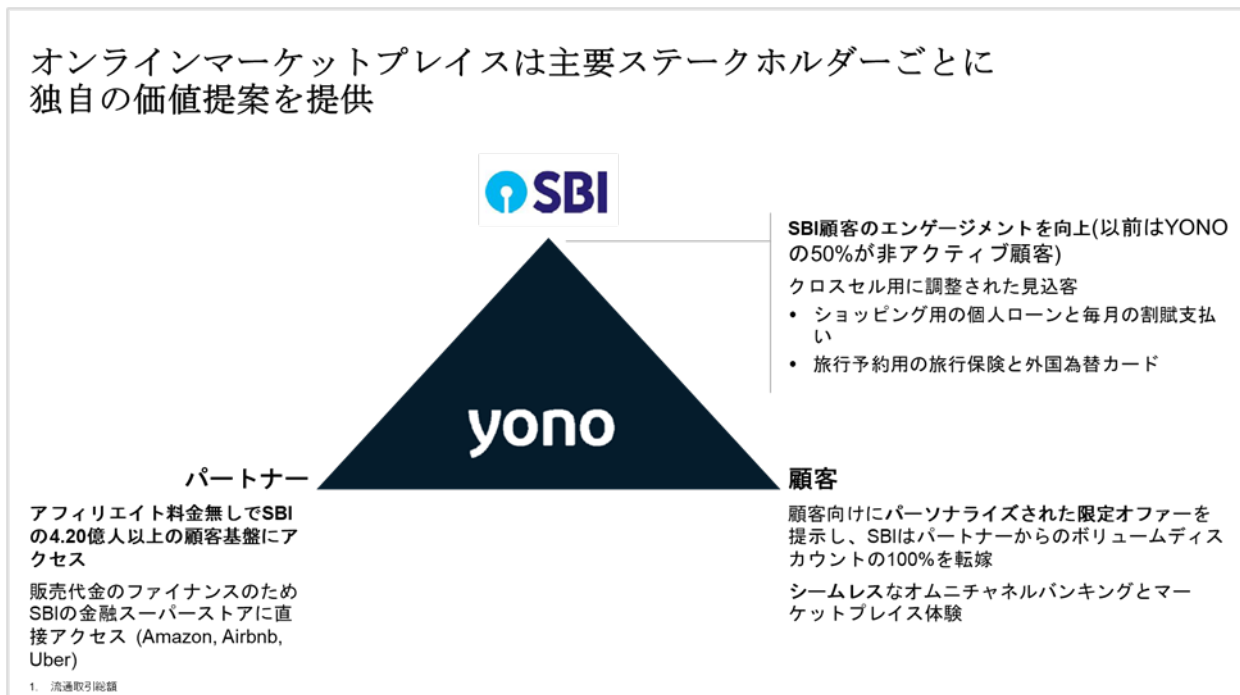 オンラインマーケットプレイスは主要ステークホルダーごとに
独自の価値提案を提供
SBI
SBI顧客のエンゲージメントを向上(以前はYONO
の50%が非アクティブ顧客)
クロスセル用に調整された見込客
• ショッピング用の個人ローンと毎月の割賦支払
い
• 旅行予約用の旅行保険と外国為替カード
yono
パートナー
アフィリエイト料金無しでSBI
の4.20億人以上の顧客基盤にア
クセス
販売代金のファイナンスのため
SBIの金融スーパーストアに直
接アクセス (Amazon, Airbnb,
Uber)
顧客
顧客向けにパーソナライズされた限定オファーを
提示し、SBIはパートナーからのボリュームディス
カウントの100%を転嫁
シームレスなオムニチャネルバンキングとマー
ケットプレイス体験
1. 流通取引総額